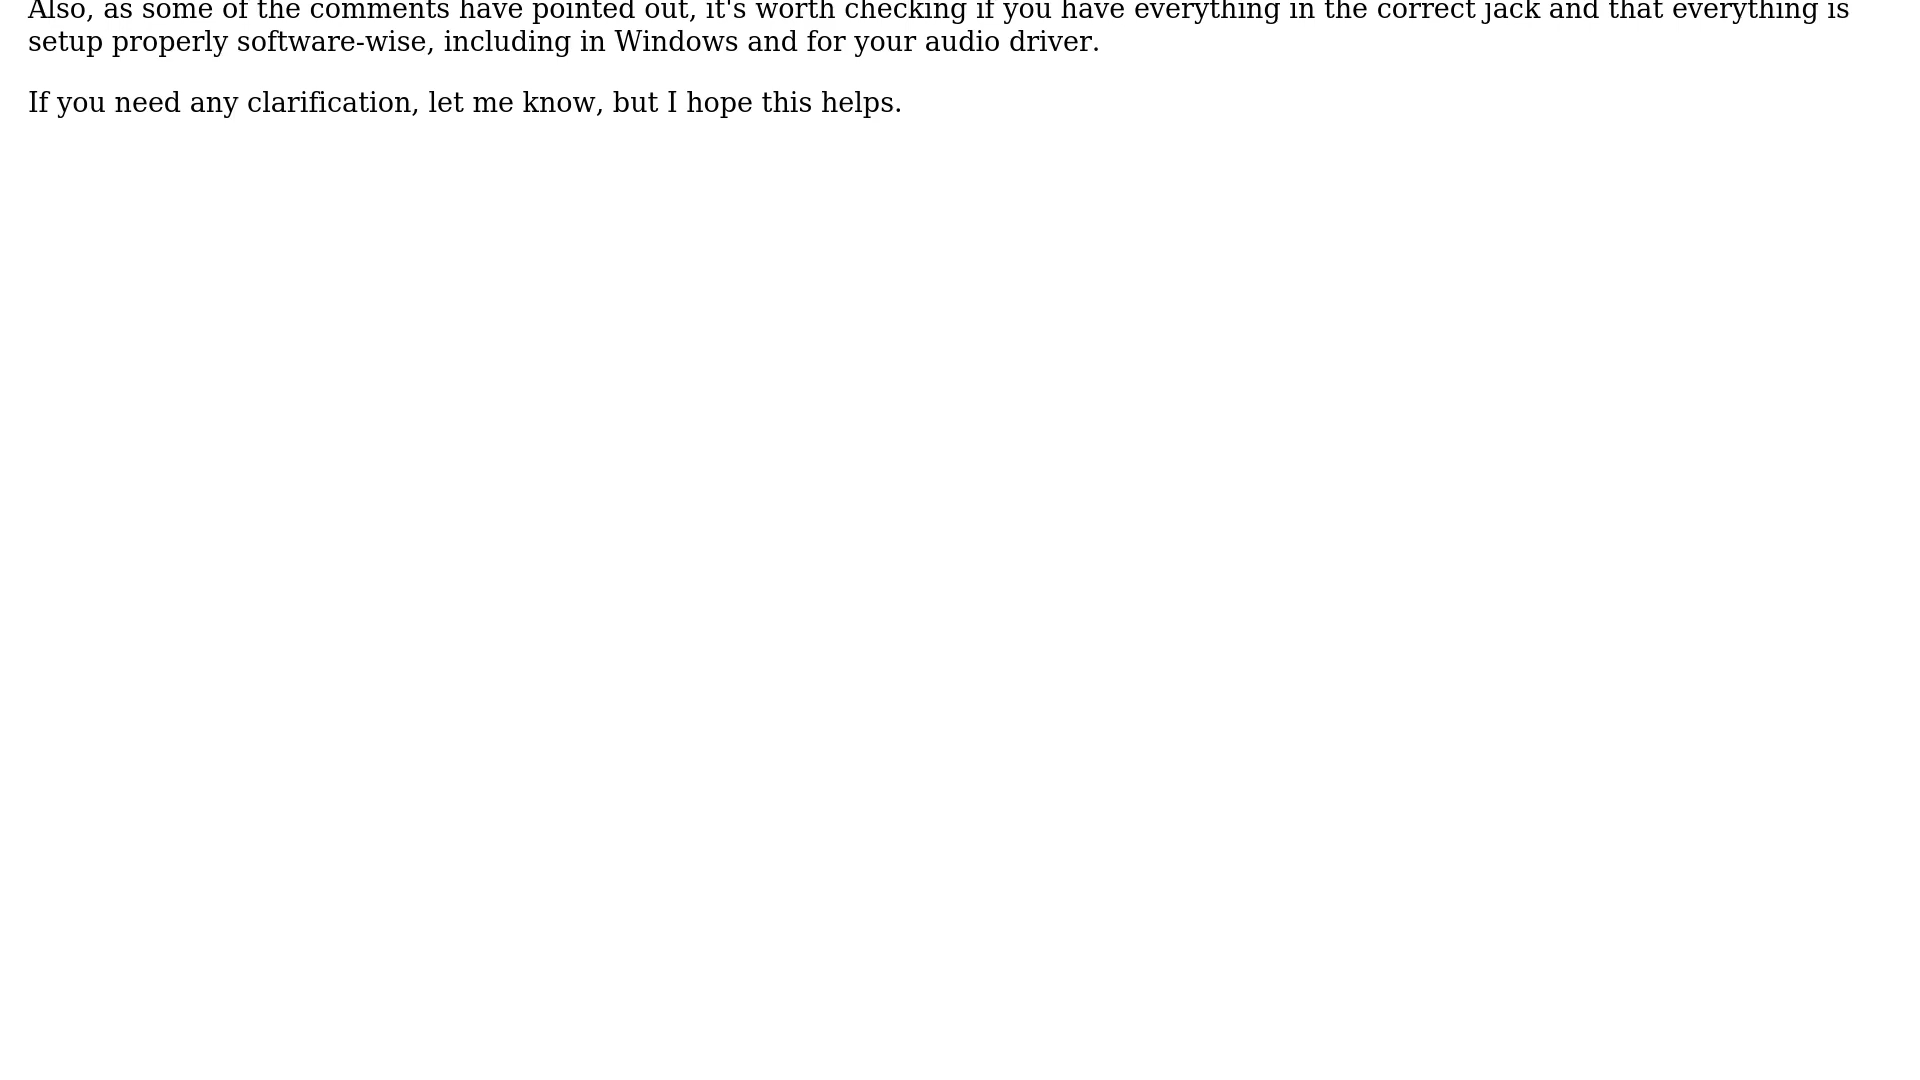 Also, as some of the comments have pointed out, it's worth checking if you have everything in the correct jack and that everything is
setup properly software-wise, including in Windows and for your audio driver.
If you need any clarification, let me know, but I hope this helps.